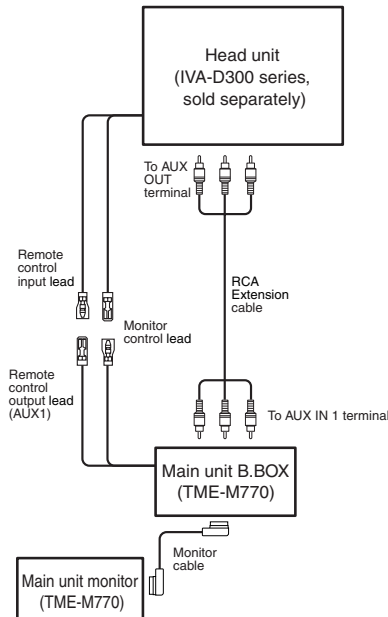 Head unit
(IVA-D300 series,
sold separately)
To AUX
OUT
terminal
Remote
control
input lead
RCA
Extension
cable
Monitor
control lead
Remote
control
output lead
(AUX1)
To AUX IN 1 terminal
Main unit B.BOX
(TME-M770)
Monitor
cable
Main unit monitor
(TME-M770)